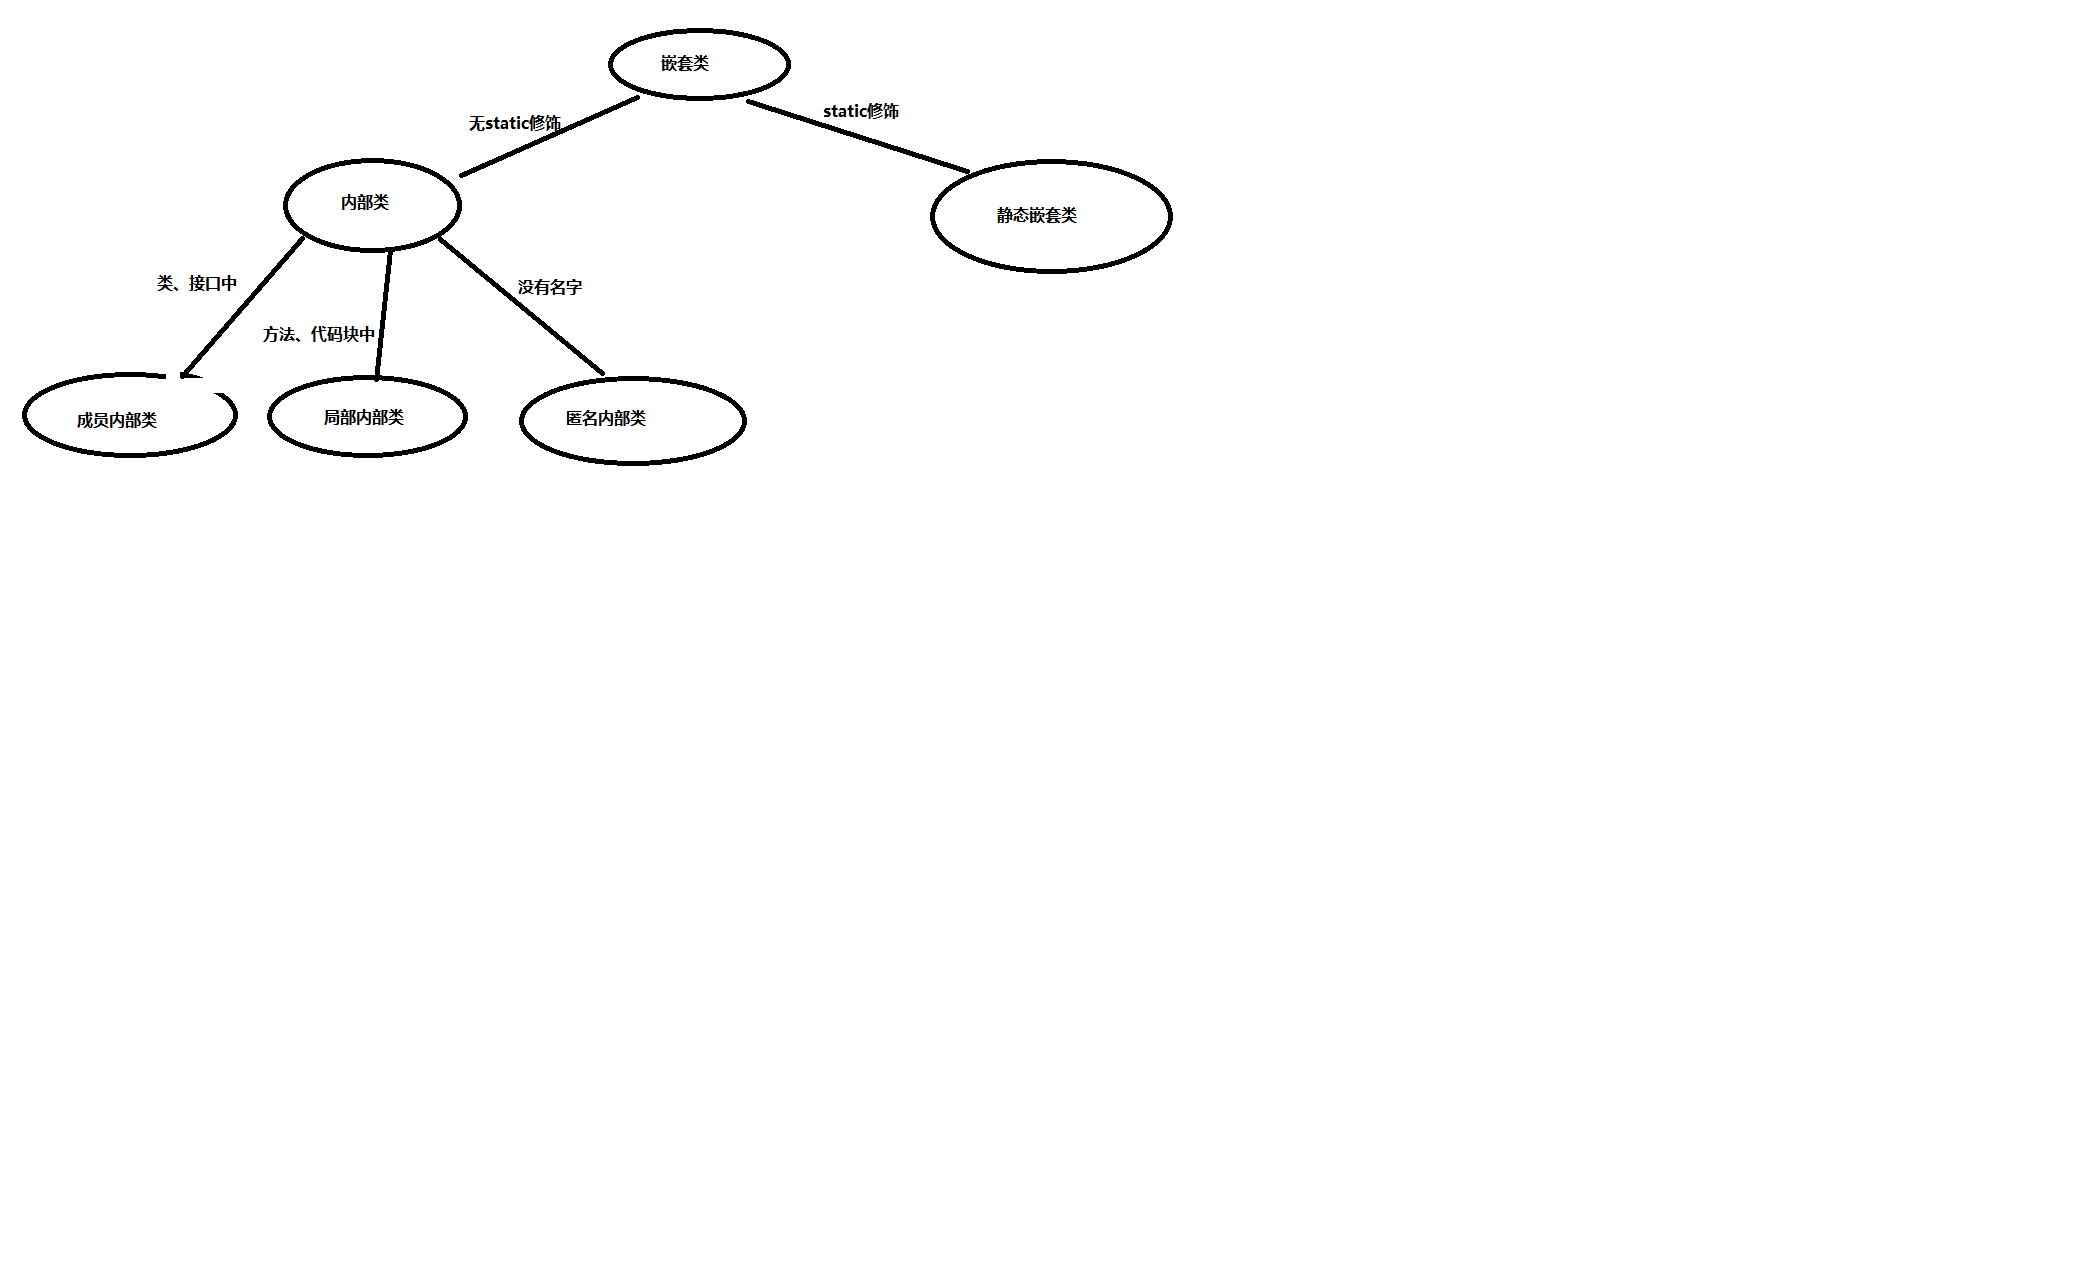 嵌套类
无static修饰
static修饰
内部类
静态嵌套类
类、接口中
没有名字
方法、代码块中
成员内部类
局部内部类
匿名内部类